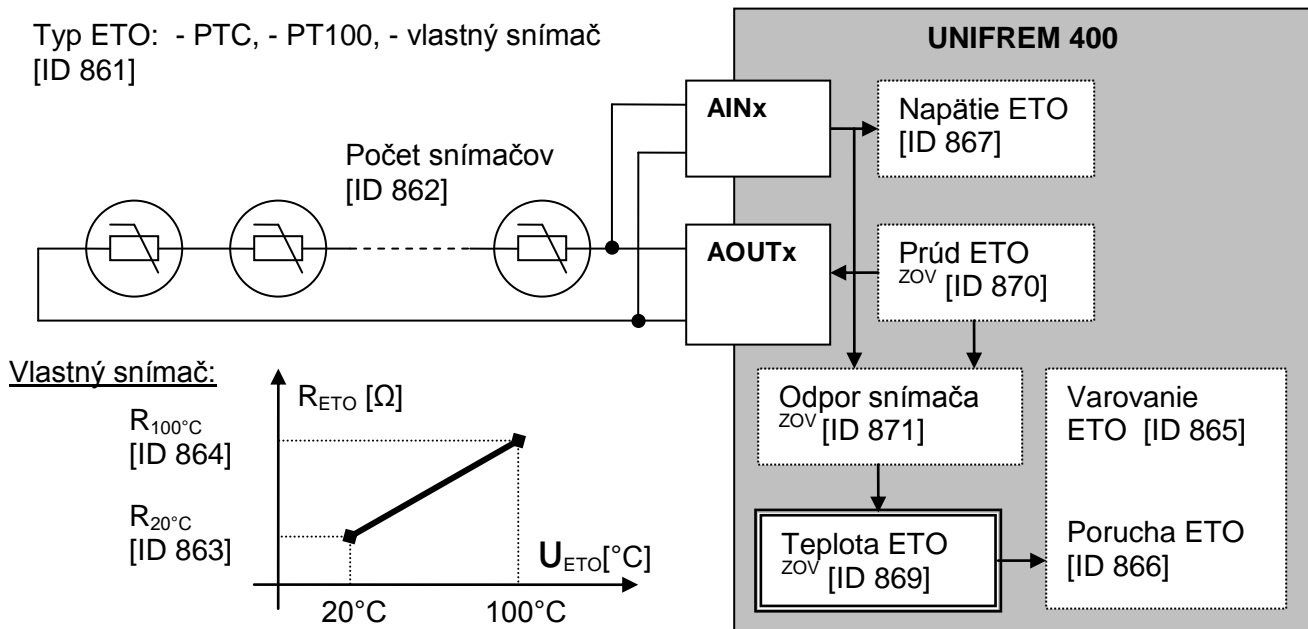 Typ ETO: - PTC, - PT100, - vlastný snímač
[ID 861]
UNIFREM 400
AINx
Napätie ETO
[ID 867]
Počet snímačov
[ID 862]
AOUTx
Prúd ETO
ZOV [ID 870]
Vlastný snímač:
RETO [Ω]
R100°C
[ID 864]
R20°C
[ID 863]
UETO[°C]
20°C
100°C
Odpor snímača
ZOV [ID 871]
Varovanie
ETO [ID 865]
Teplota ETO
ZOV [ID 869]
Porucha ETO
[ID 866]